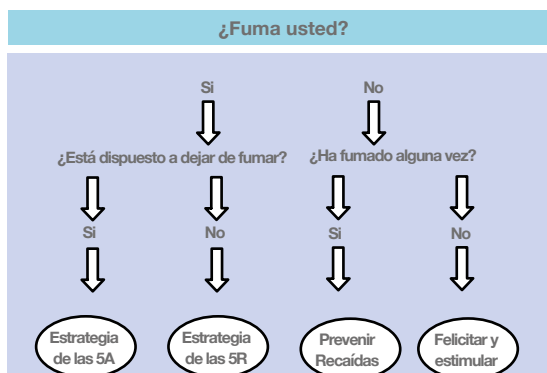 ¿Fuma usted?
Si
No
¿Está dispuesto a dejar de fumar?
¿Ha fumado alguna vez?
Si
No
Si
No
Estrategia
de las 5A
Estrategia
de las 5R
Prevenir
Recaídas
Felicitar y
estimular